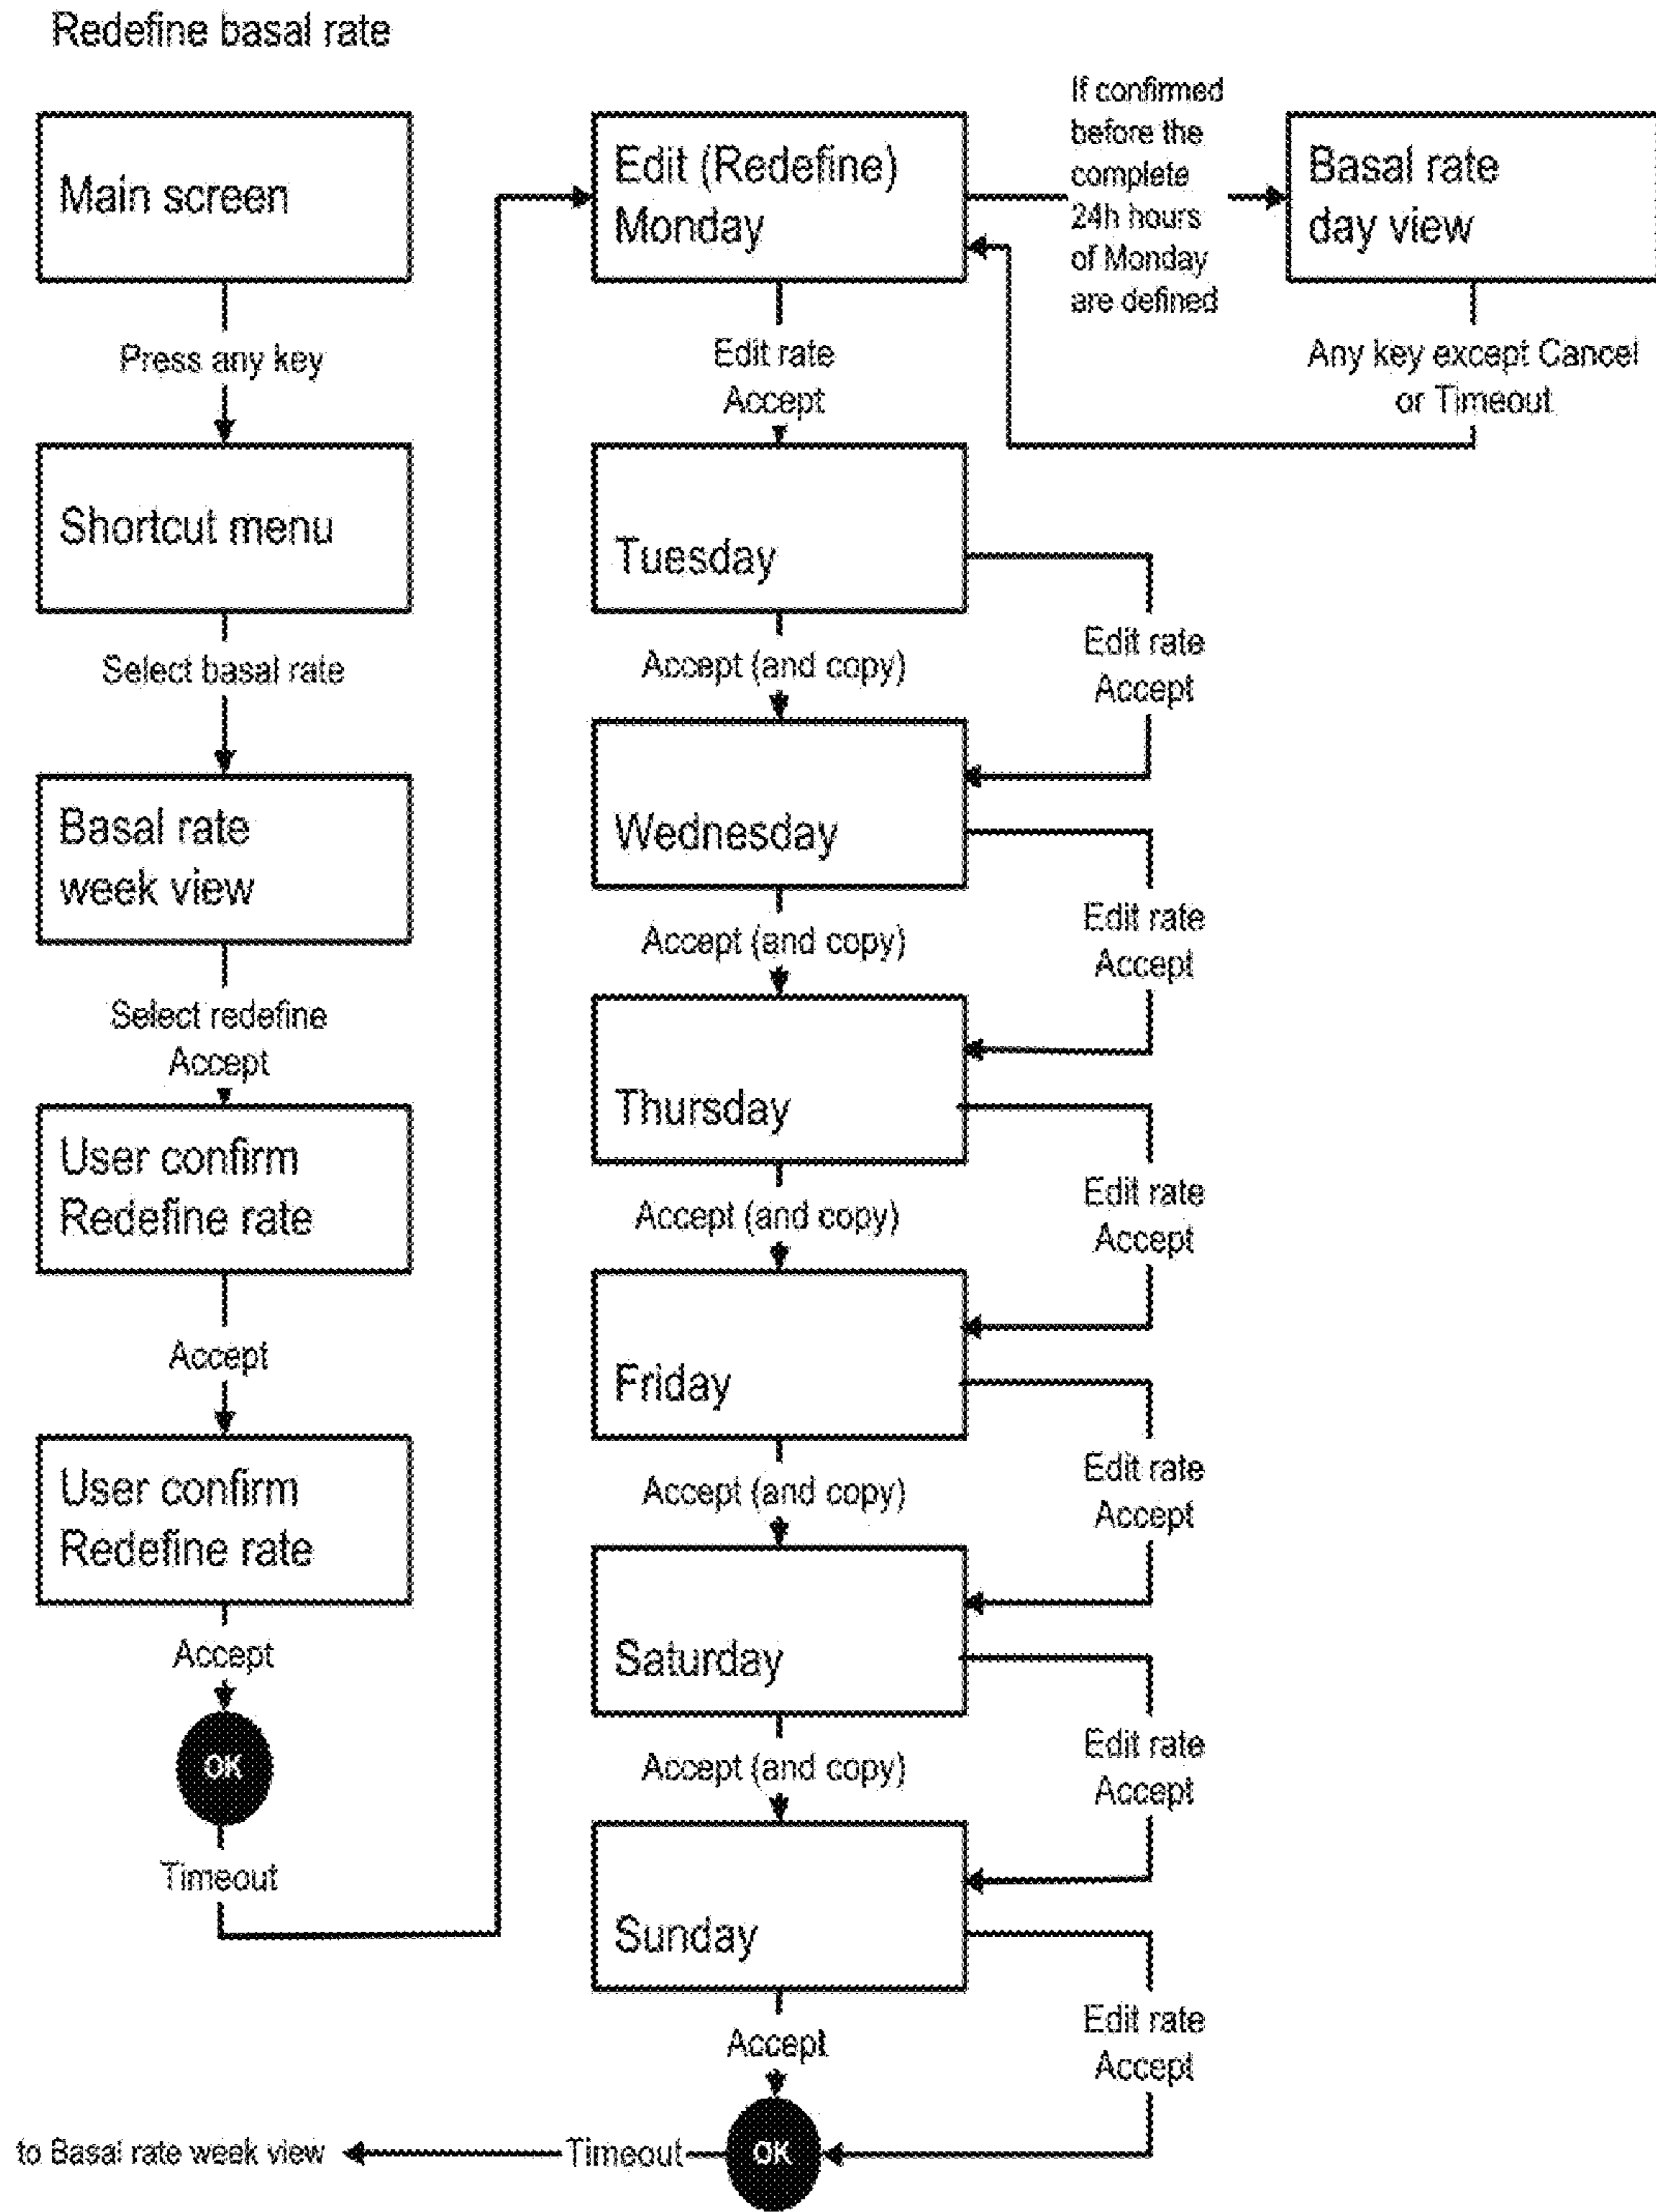 Redefine basal rate
Main screen
Press any key
Shortcut menu
Select basal rate
Basal rate
week view
Select redefine
Accept
User confirm
Redefine rate
Accept
User confirm
Redefine rate
Accept
OK
Timeout
Edit (Redefine)
Monday
If confirmed
before the
complete
24h hours
of Monday
are defined
Basal rate
day view
Any key except Cancel
or Timeout
Edit rate
Accept
Tuesday
Accept (and copy)
Edit rate
Accept
Wednesday
Accept (and copy)
Edit rate
Accept
Thursday
Accept (and copy)
Edit rate
Accept
Friday
Accept (and copy)
Edit rate
Accept
Saturday
Accept (and copy)
Edit rate
Accept
Sunday
Accept
Edit rate
Accept
OK
Timeout
to Basal rate week view